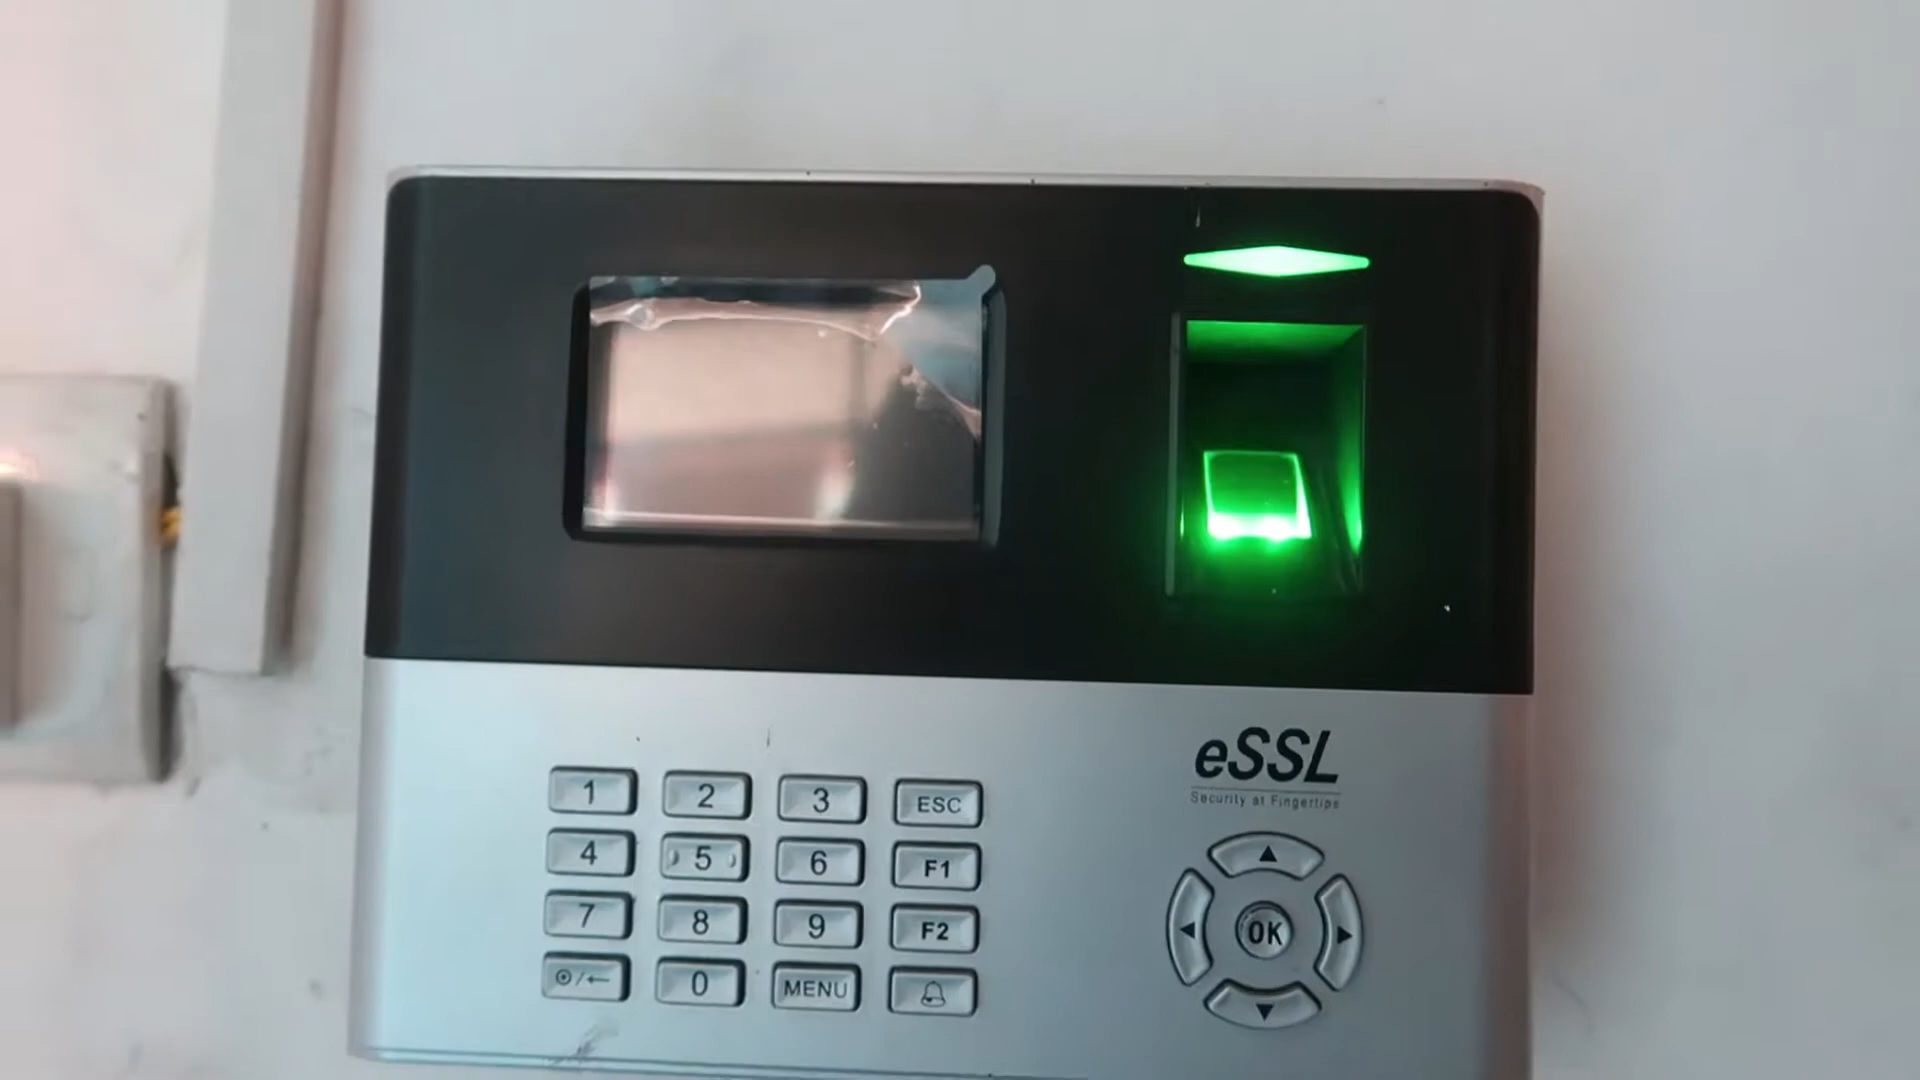 eSSL
Security at Fingertips
1 2 3 ESC
4 5 6 F1
7 8 9 F2
⊙/← 0 MENU
OK